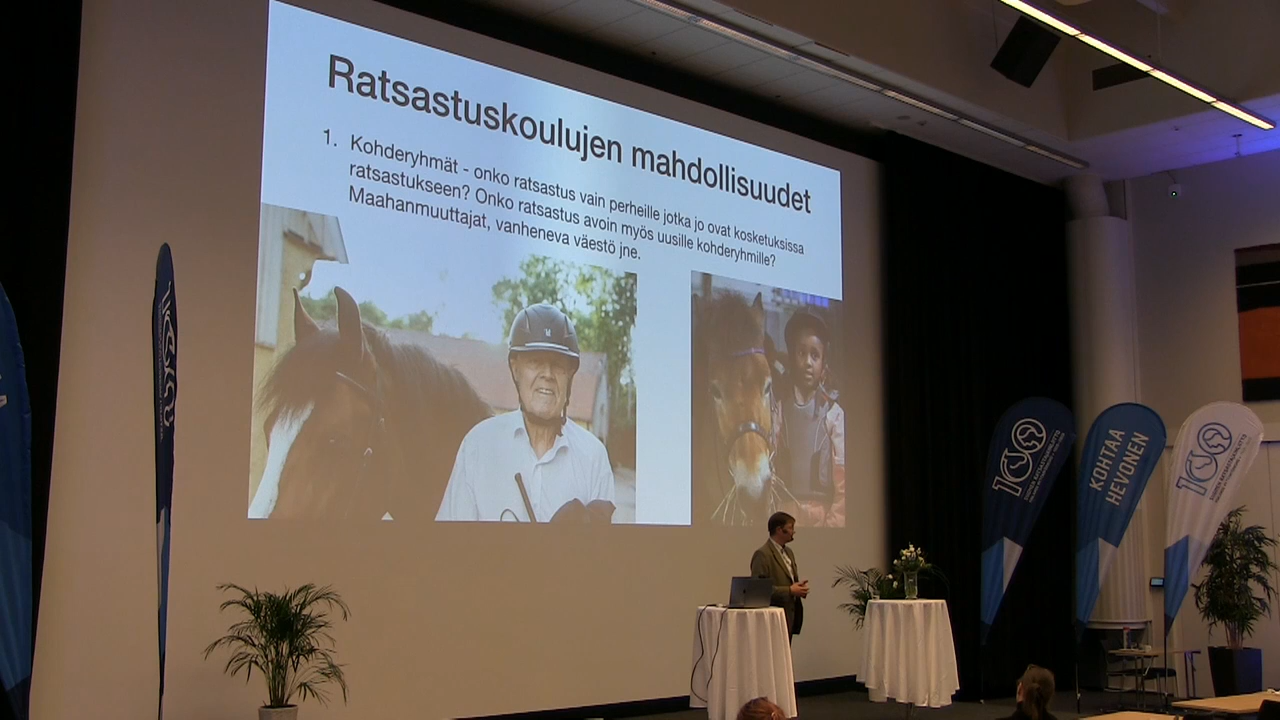 Ratsastuskoulujen mahdollisuudet
1. Kohderyhmät - onko ratsastus vain perheille jotka jo ovat kosketuksissa
ratsastukseen? Onko ratsastus avoin myös uusille kohderyhmille?
Maahanmuuttajat, vanheneva väestö jne.
100
KOHTAA
HEVONEN
100